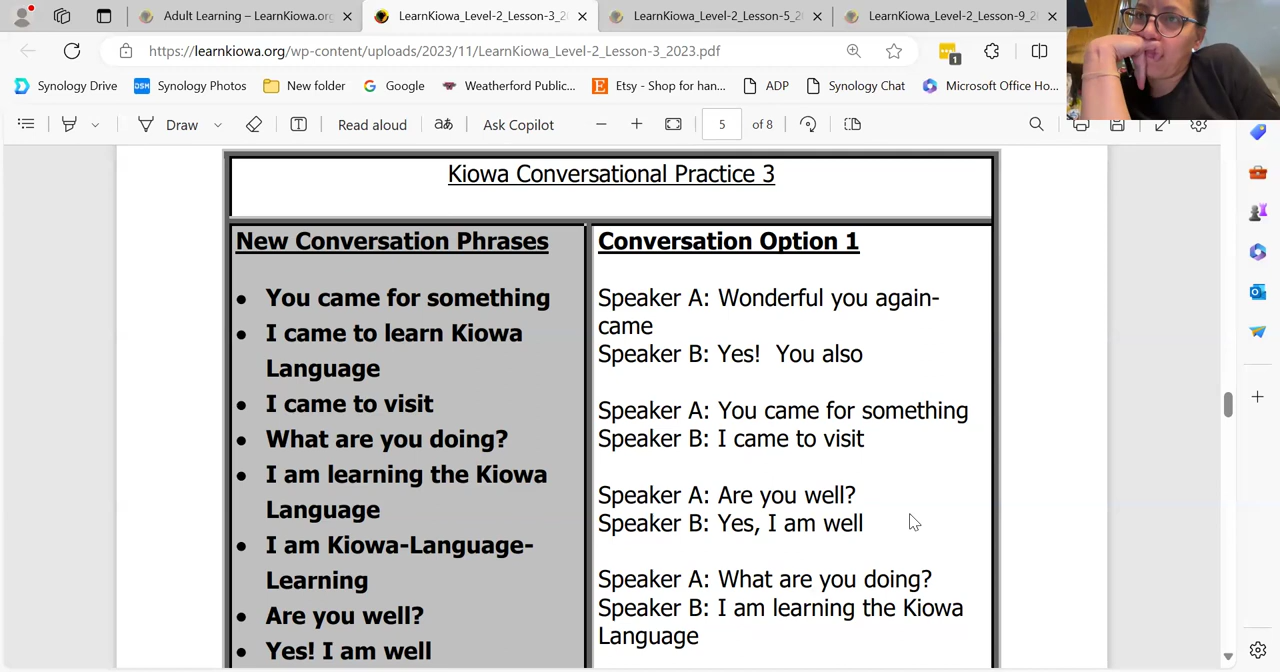 Adult Learning – LearnKiowa.org
LearnKiowa_Level-2_Lesson-3_2023
LearnKiowa_Level-2_Lesson-5_2
LearnKiowa_Level-2_Lesson-9_2
https://learnkiowa.org/wp-content/uploads/2023/11/LearnKiowa_Level-2_Lesson-3_2023.pdf
1
Synology Drive
DSM
Synology Photos
New folder
Google
Weatherford Public...
Etsy - Shop for han...
ADP
Synology Chat
Microsoft Office Ho...
Draw
Read aloud
aあ
Ask Copilot
5
of 8
Kiowa Conversational Practice 3
New Conversation Phrases
• You came for something
• I came to learn Kiowa
Language
• I came to visit
• What are you doing?
• I am learning the Kiowa
Language
• I am Kiowa-Language-
Learning
• Are you well?
• Yes! I am well
Conversation Option 1
Speaker A: Wonderful you again-
came
Speaker B: Yes! You also
Speaker A: You came for something
Speaker B: I came to visit
Speaker A: Are you well?
Speaker B: Yes, I am well
Speaker A: What are you doing?
Speaker B: I am learning the Kiowa
Language